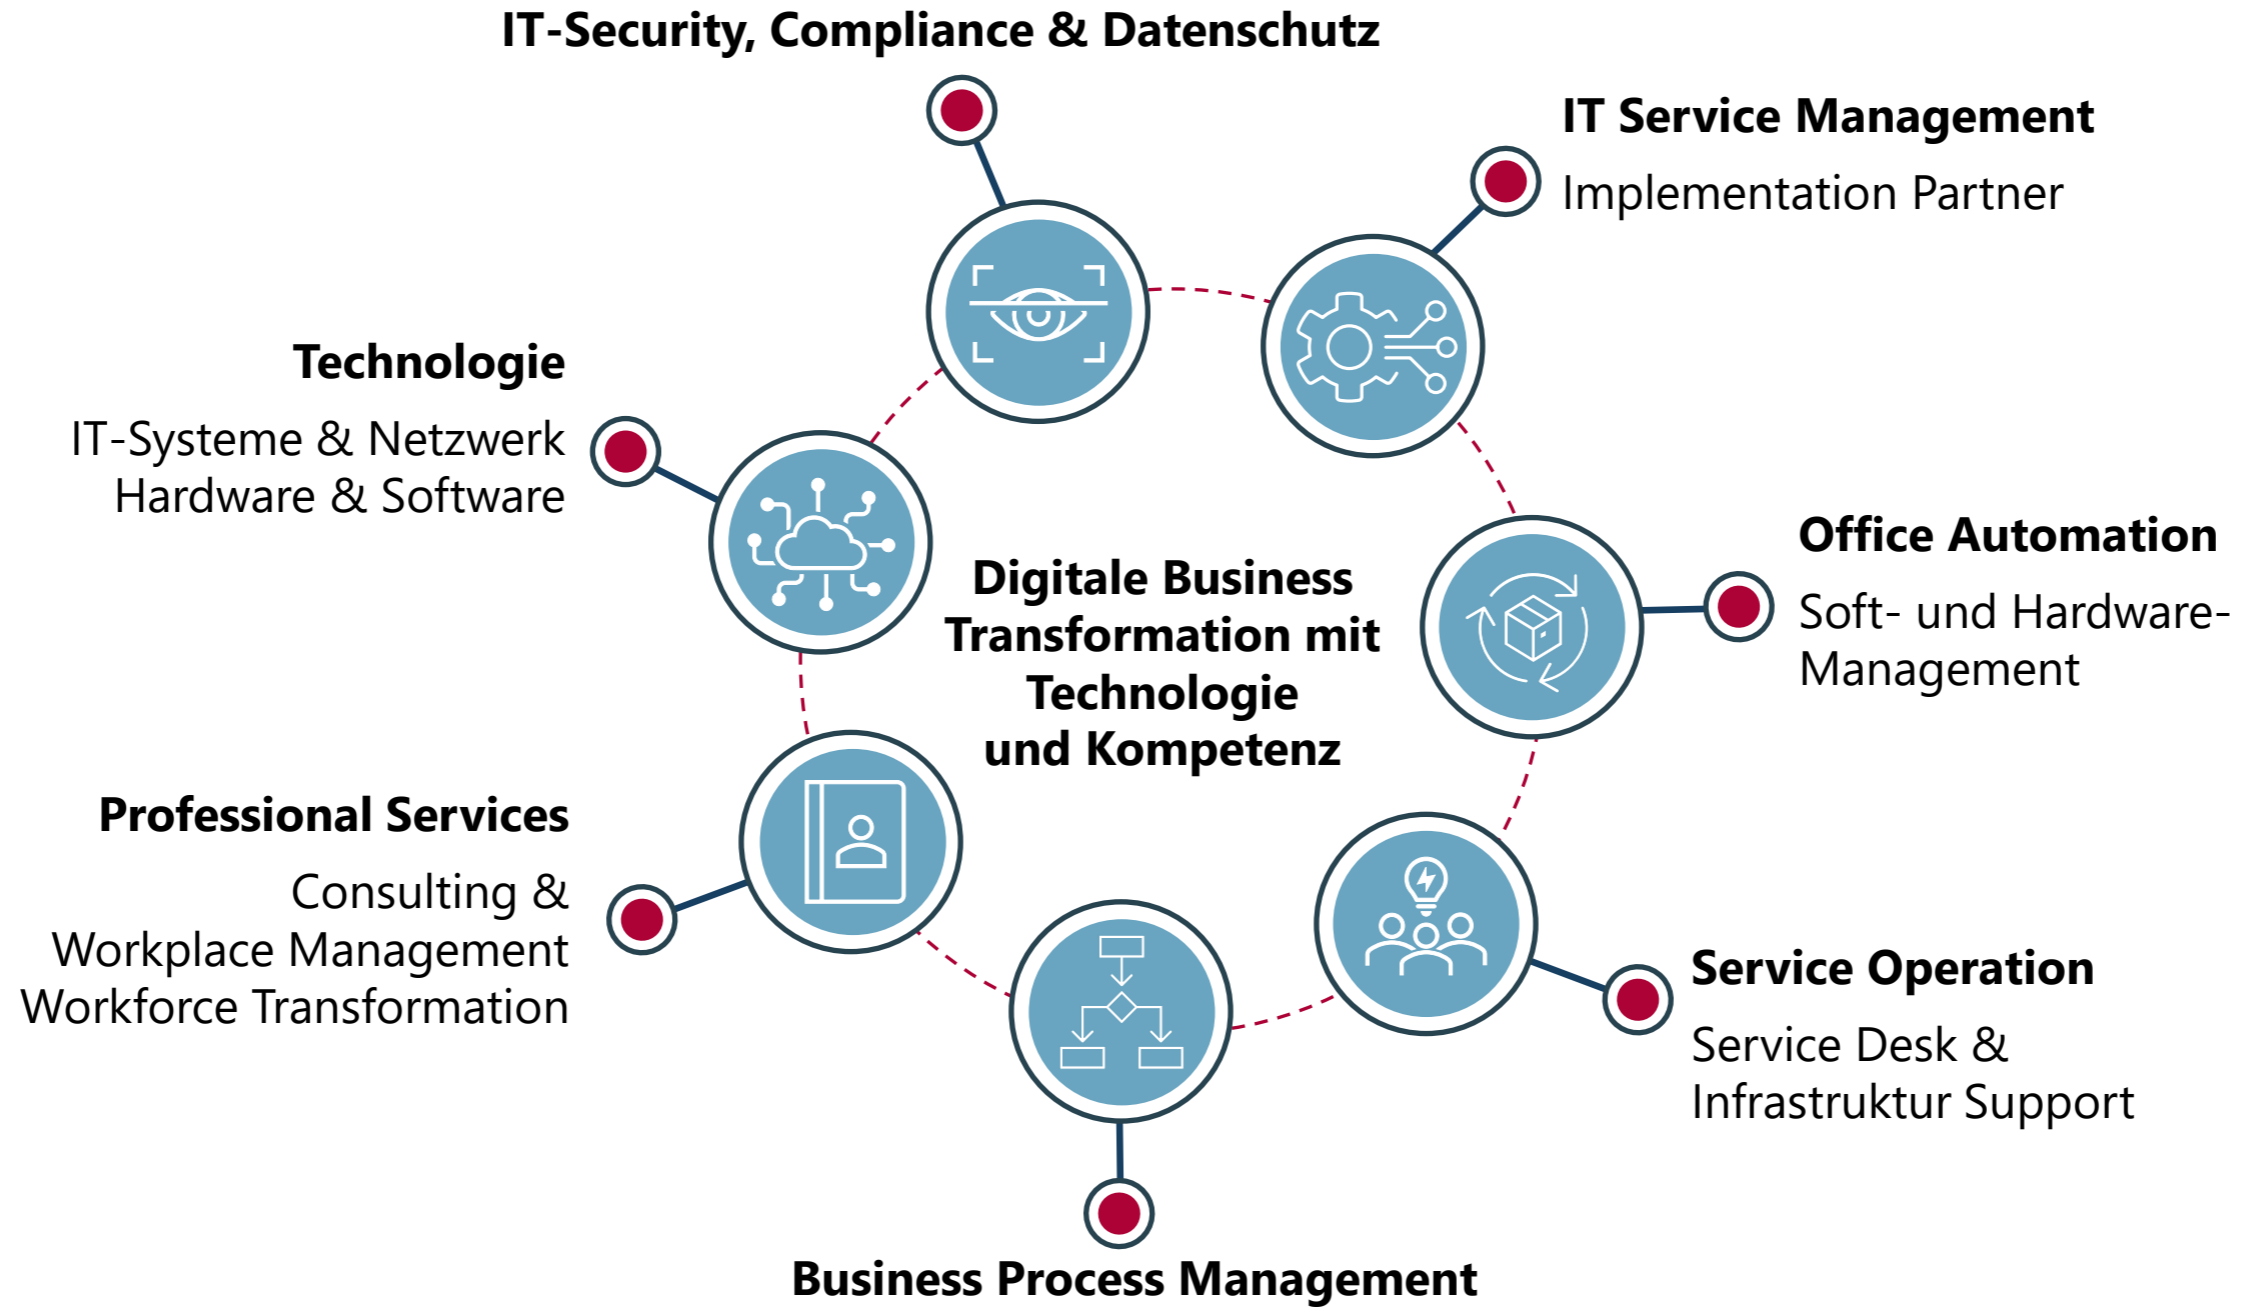 IT-Security, Compliance & Datenschutz
IT Service Management
Implementation Partner
Technologie
IT-Systeme & Netzwerk
Hardware & Software
Office Automation
Soft- und Hardware-
Management
Digitale Business
Transformation mit
Technologie
und Kompetenz
Professional Services
Consulting &
Workplace Management
Workforce Transformation
Service Operation
Service Desk &
Infrastruktur Support
Business Process Management